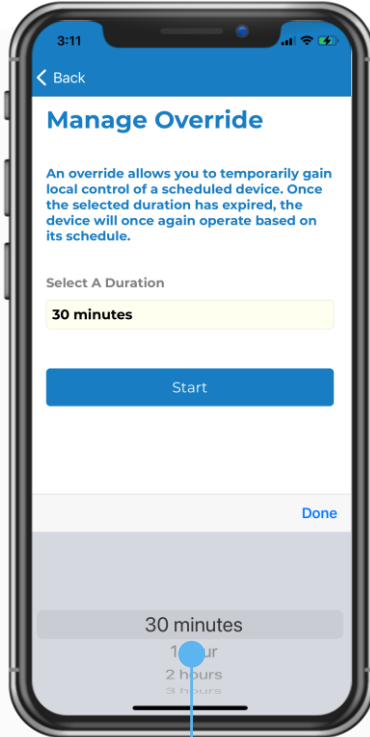 3:11
Back
Manage Override
An override allows you to temporarily gain
local control of a scheduled device. Once
the selected duration has expired, the
device will once again operate based on
its schedule.
Select A Duration
30 minutes
Start
Done
30 minutes
2 hours
3 hours